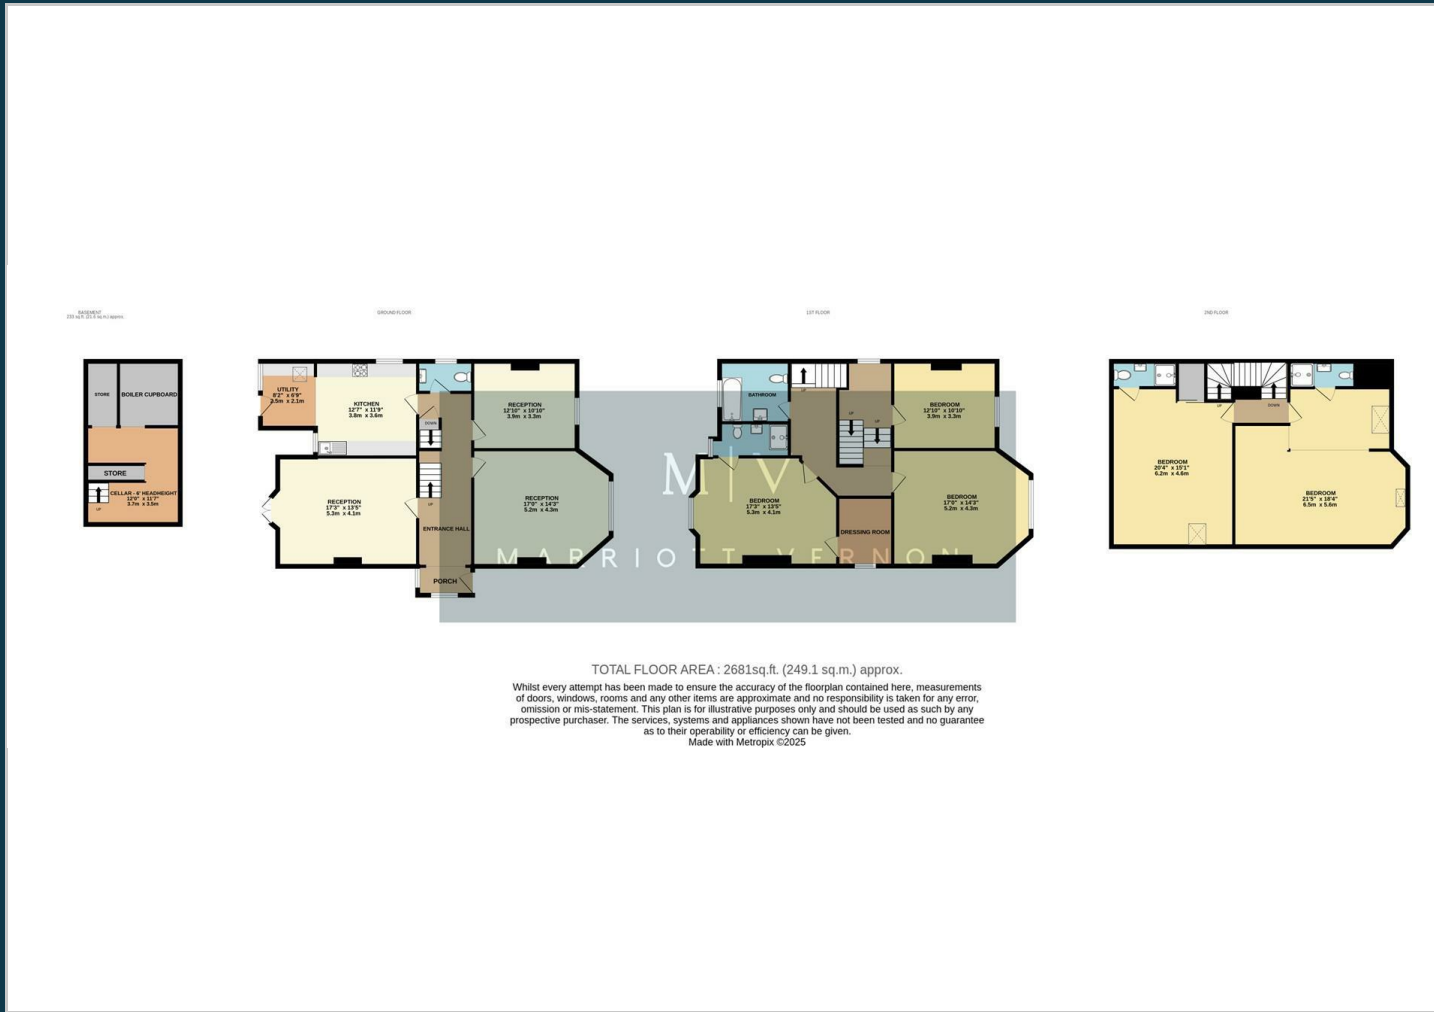 BASEMENT
233 sq.ft. (21.6 sq.m.) approx.
GROUND FLOOR
1ST FLOOR
2ND FLOOR
STORE
BOILER CUPBOARD
STORE
CELLAR - 6' HEADHEIGHT
12'0" x 11'7"
3.7m x 3.5m
UP
UTILITY
8'2" x 6'9"
2.5m x 2.1m
KITCHEN
12'7" x 11'9"
3.8m x 3.6m
DOWN
RECEPTION
12'10" x 10'10"
3.9m x 3.3m
RECEPTION
17'3" x 13'5"
5.3m x 4.1m
UP
ENTRANCE HALL
RECEPTION
17'0" x 14'3"
5.2m x 4.3m
PORCH
BATHROOM
UP
UP
UP
BEDROOM
12'10" x 10'10"
3.9m x 3.3m
BEDROOM
17'3" x 13'5"
5.3m x 4.1m
DRESSING ROOM
BEDROOM
17'0" x 14'3"
5.2m x 4.3m
UP
DOWN
BEDROOM
20'4" x 15'1"
6.2m x 4.6m
BEDROOM
21'5" x 18'4"
6.5m x 5.6m
M|V
MARRIOTT VERNON
TOTAL FLOOR AREA : 2681sq.ft. (249.1 sq.m.) approx.
Whilst every attempt has been made to ensure the accuracy of the floorplan contained here, measurements
of doors, windows, rooms and any other items are approximate and no responsibility is taken for any error,
omission or mis-statement. This plan is for illustrative purposes only and should be used as such by any
prospective purchaser. The services, systems and appliances shown have not been tested and no guarantee
as to their operability or efficiency can be given.
Made with Metropix ©2025